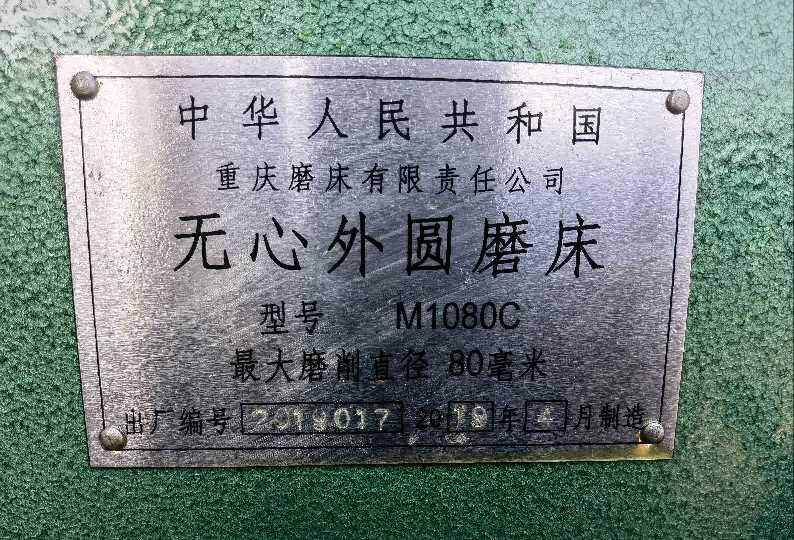 中华人民共和国
重庆磨床有限责任公司
无心外圆磨床
型号 M1080C
最大磨削直径 80毫米
出厂编号 2019017 2019年4月制造